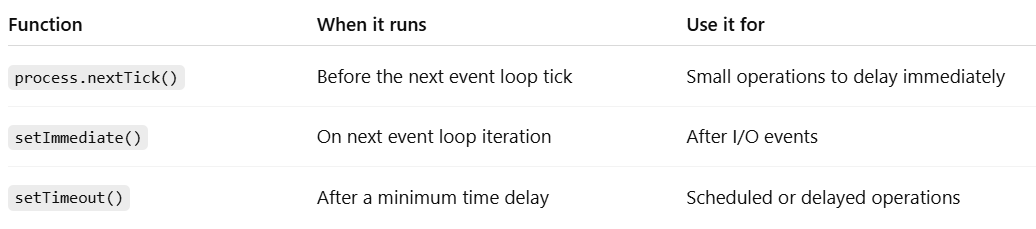 Function When it runs Use it for
process.nextTick() Before the next event loop tick Small operations to delay immediately
setImmediate() On next event loop iteration After I/O events
setTimeout() After a minimum time delay Scheduled or delayed operations